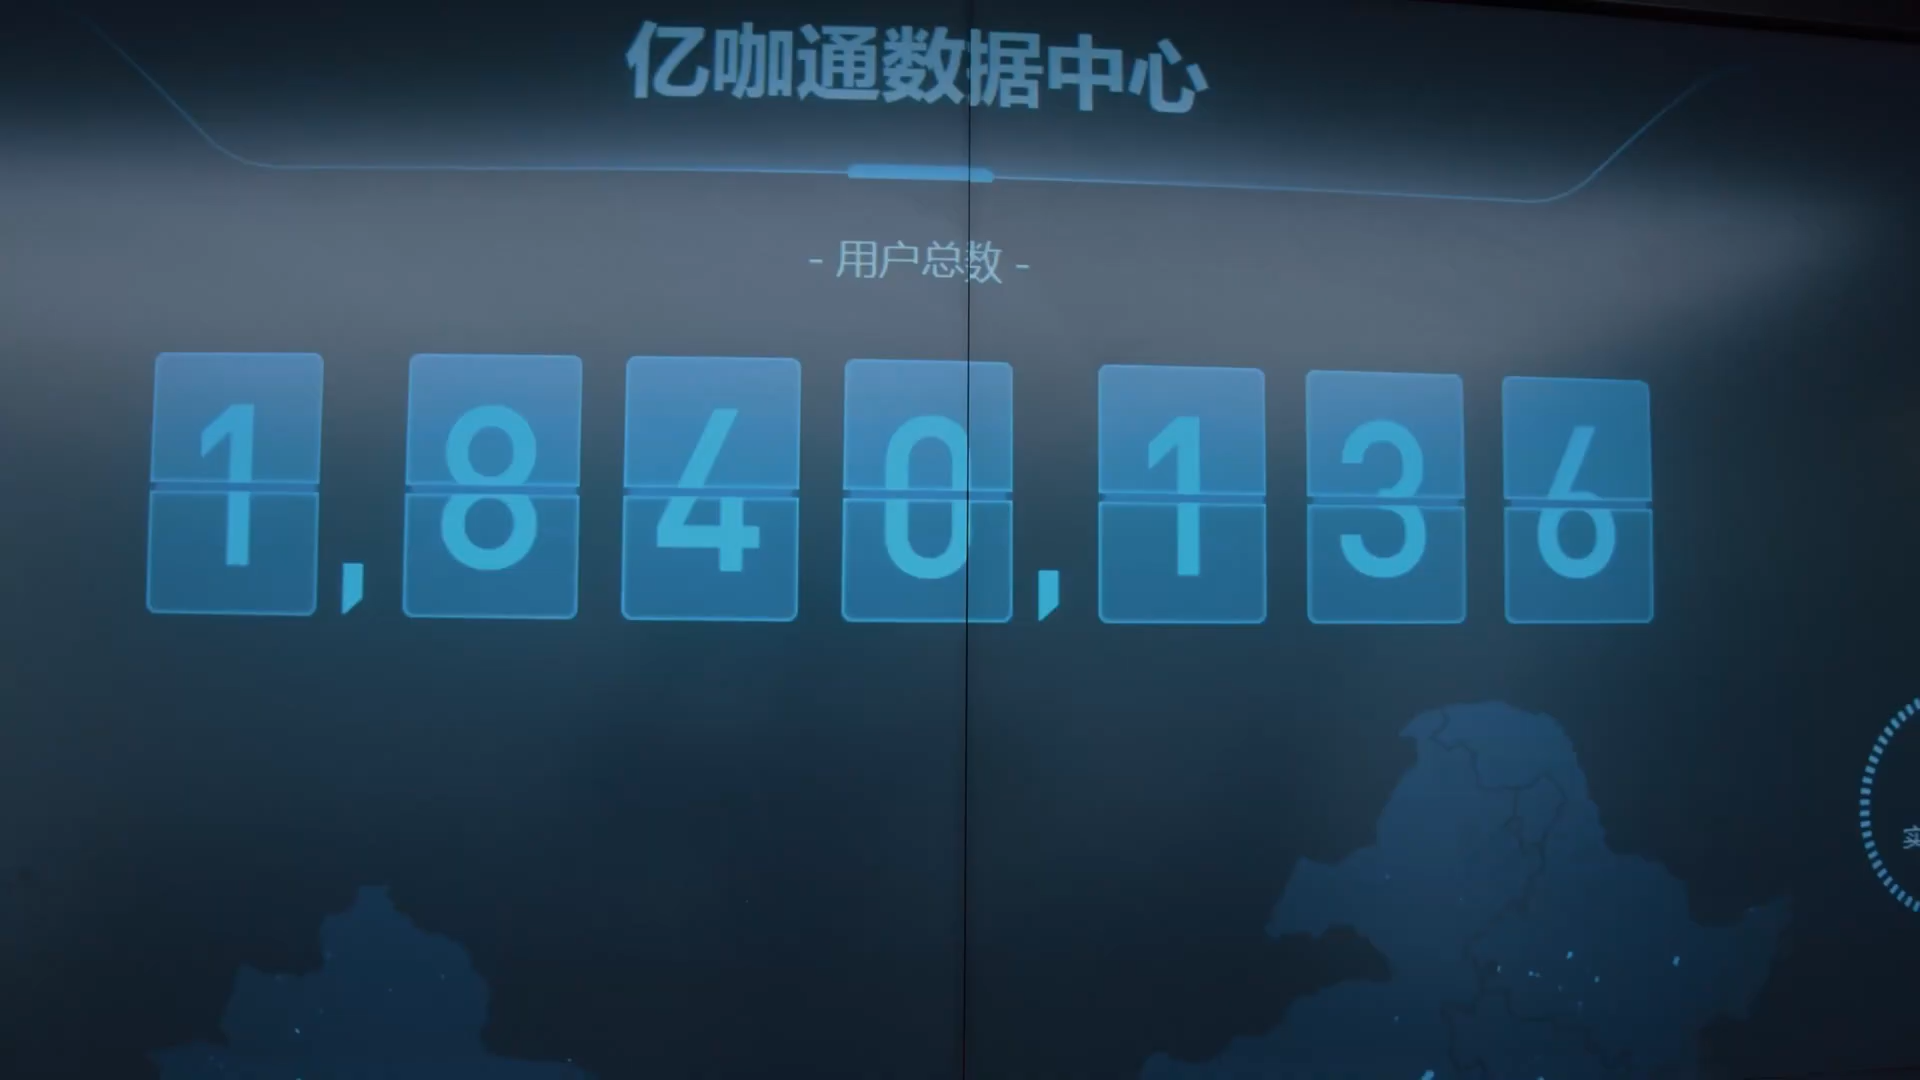 亿咖通数据中心
- 用户总数 -
1,840,136